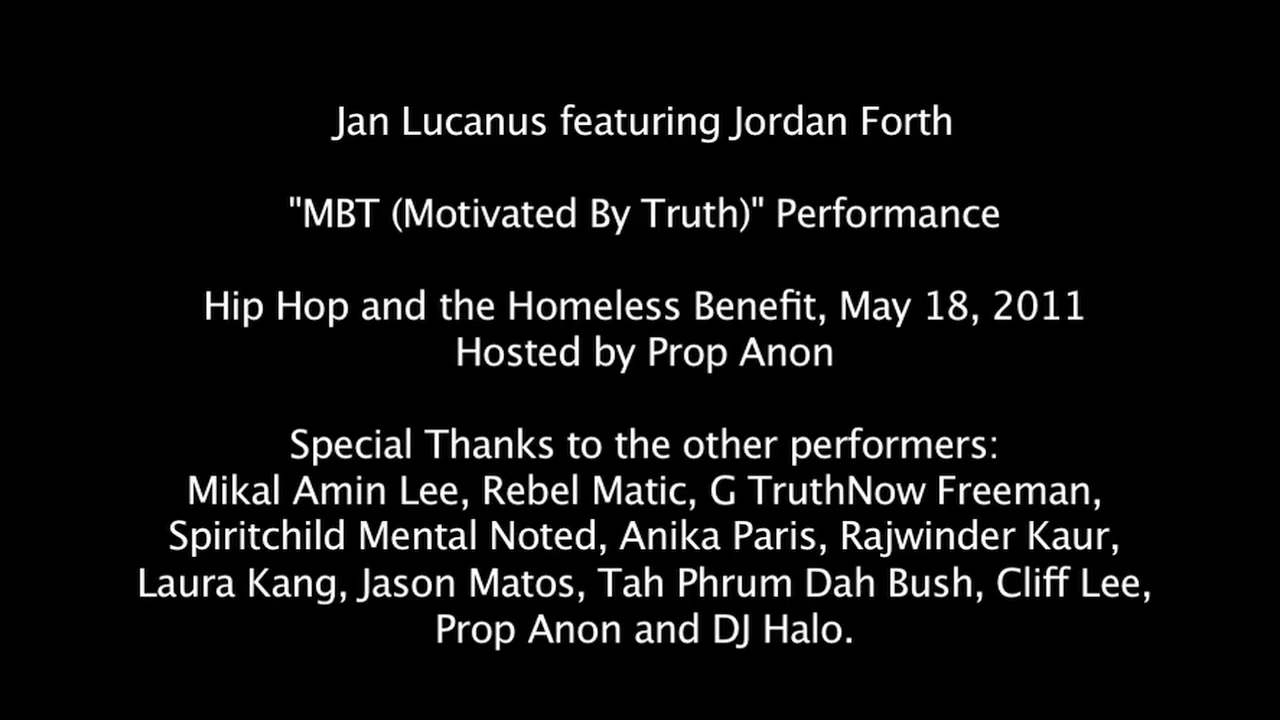 Jan Lucanus featuring Jordan Forth
"MBT (Motivated By Truth)" Performance
Hip Hop and the Homeless Benefit, May 18, 2011
Hosted by Prop Anon
Special Thanks to the other performers:
Mikal Amin Lee, Rebel Matic, G TruthNow Freeman,
Spiritchild Mental Noted, Anika Paris, Rajwinder Kaur,
Laura Kang, Jason Matos, Tah Phrum Dah Bush, Cliff Lee,
Prop Anon and DJ Halo.